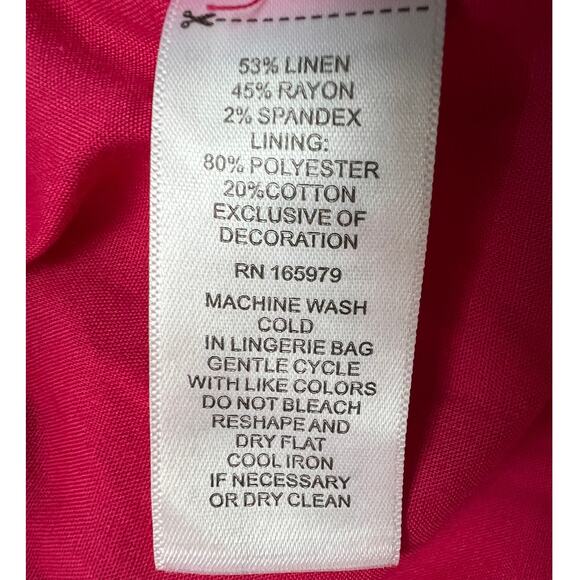 53% LINEN
45% RAYON
2% SPANDEX
LINING:
80% POLYESTER
20%COTTON
EXCLUSIVE OF
DECORATION
RN 165979
MACHINE WASH
COLD
IN LINGERIE BAG
GENTLE CYCLE
WITH LIKE COLORS
DO NOT BLEACH
RESHAPE AND
DRY FLAT
COOL IRON
IF NECESSARY
OR DRY CLEAN